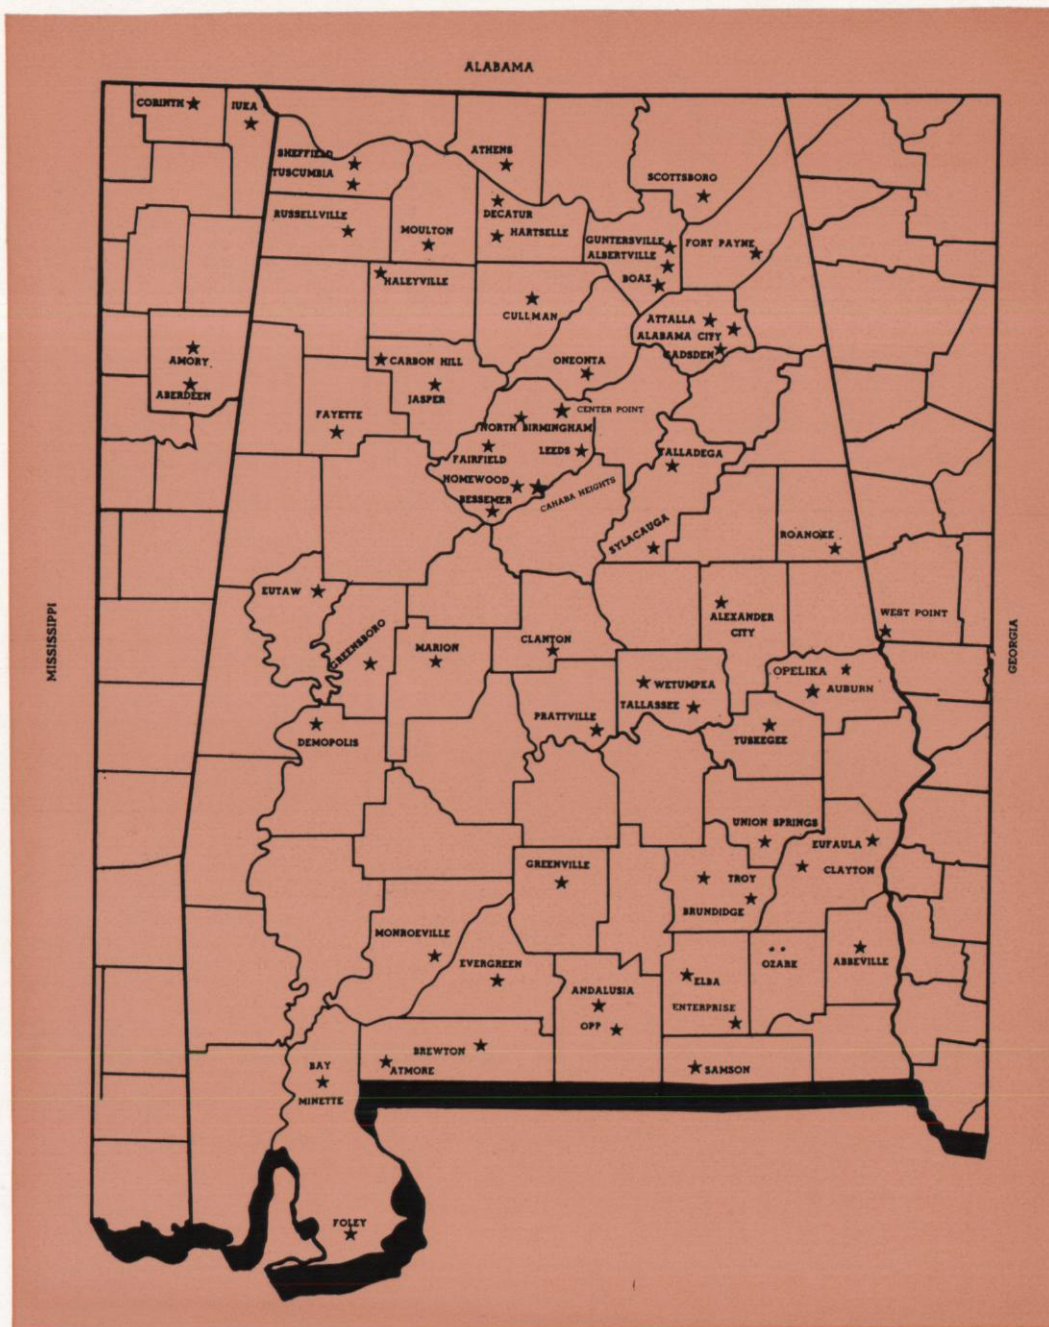 ALABAMA
CORINTH
IUKA
SHEFFIELD
TUSCUMBIA
ATHENS
SCOTTSBORO
RUSSELLVILLE
MOULTON
DECATUR
HARTSELLE
GUNTERSVILLE
ALBERTVILLE
BOAZ
FORT PAYNE
HALEYVILLE
CULLMAN
ATTALLA
ALABAMA CITY
GADSDEN
AMORY
ABERDEEN
CARBON HILL
JASPER
ONEONTA
FAYETTE
CENTER POINT
NORTH BIRMINGHAM
FAIRFIELD
LEEDS
TALLADEGA
HOMEWOOD
BESSEMER
CAHABA HEIGHTS
SYLACAUGA
ROANOKE
EUTAW
GREENSBORO
MARION
CLANTON
ALEXANDER
CITY
WEST POINT
MISSISSIPPI
GEORGIA
OPELIKA
AUBURN
WETUMPKA
TALLASSEE
PRATTVILLE
TUSKEGEE
DEMOPOLIS
UNION SPRINGS
EUFAULA
CLAYTON
GREENVILLE
TROY
BRUNDIDGE
MONROEVILLE
EVERGREEN
OZARK
ABBEVILLE
ANDALUSIA
OPP
ELBA
ENTERPRISE
BREWTON
ATMORE
SAMSON
BAY
MINETTE
FOLEY